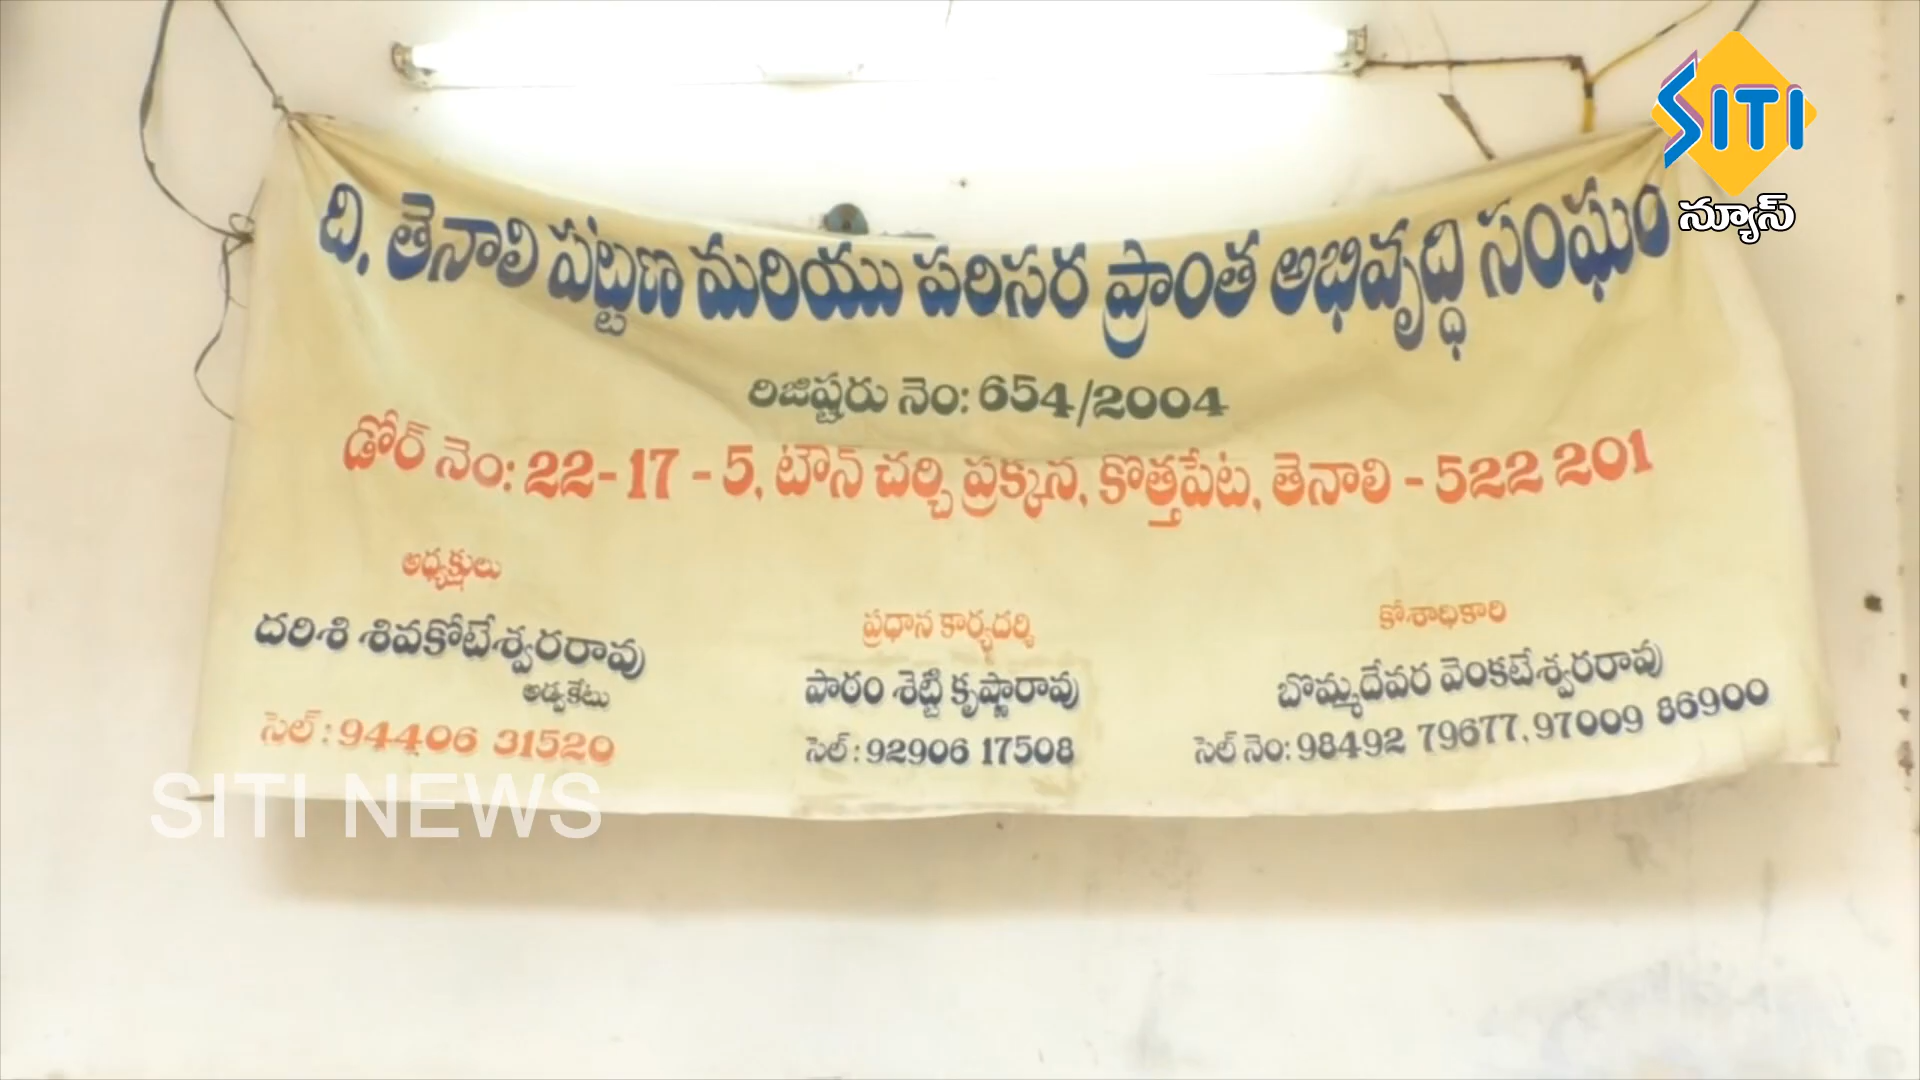 SITI
న్యూస్
ది. తెనాలి పట్టణ మరియు పరిసర ప్రాంత అభివృద్ధి సంఘం
రిజిష్టరు నెం: 654/2004
డోర్ నెం: 22- 17 - 5, టౌన్ చర్చి ప్రక్కన, కొత్తపేట, తెనాలి - 522 201
అధ్యక్షులు
దరిశి శివకోటేశ్వరరావు
అడ్వకేటు
సెల్ : 94406 31520
ప్రధాన కార్యదర్శి
పాఠం శెట్టి కృష్ణారావు
సెల్ : 92906 17508
కోశాధికారి
బొమ్మదేవర వెంకటేశ్వరరావు
సెల్ నెం: 98492 79677, 97009 86900
SITI NEWS